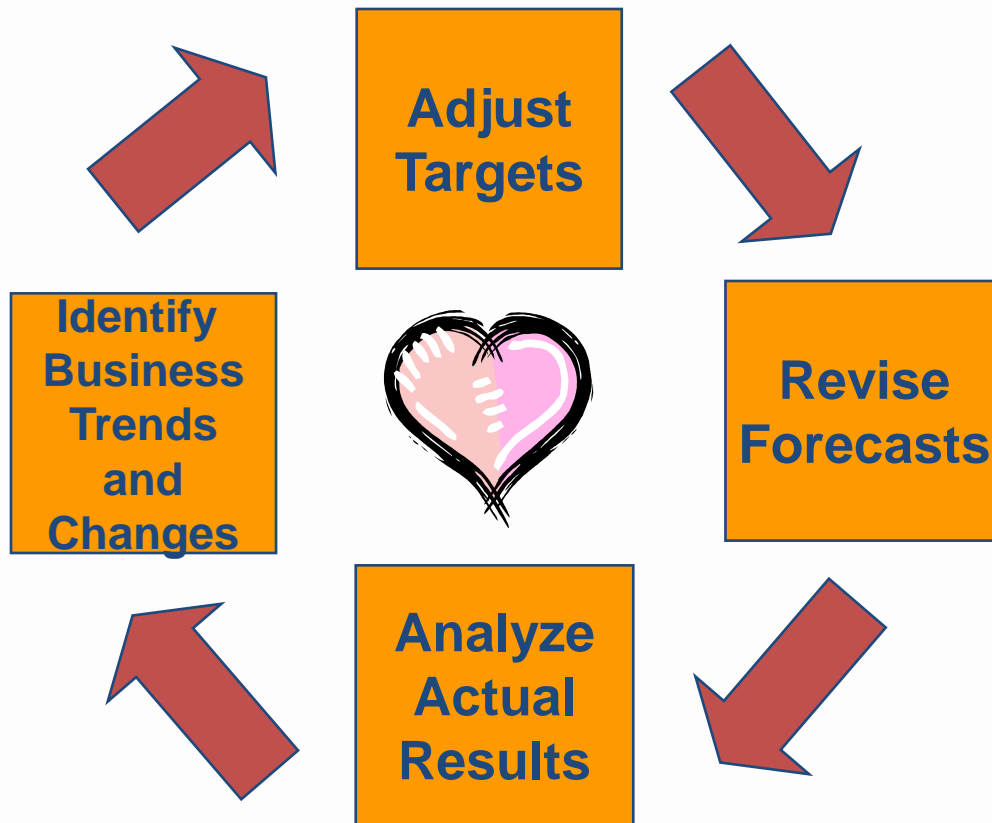 Adjust
Targets
Identify
Business
Trends
and
Changes
Revise
Forecasts
Analyze
Actual
Results